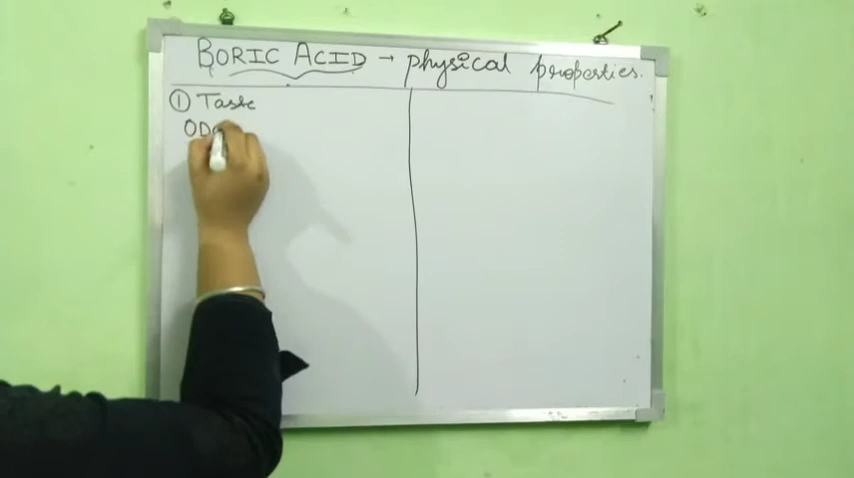 BORIC ACID → physical properties.
① Taste
OD